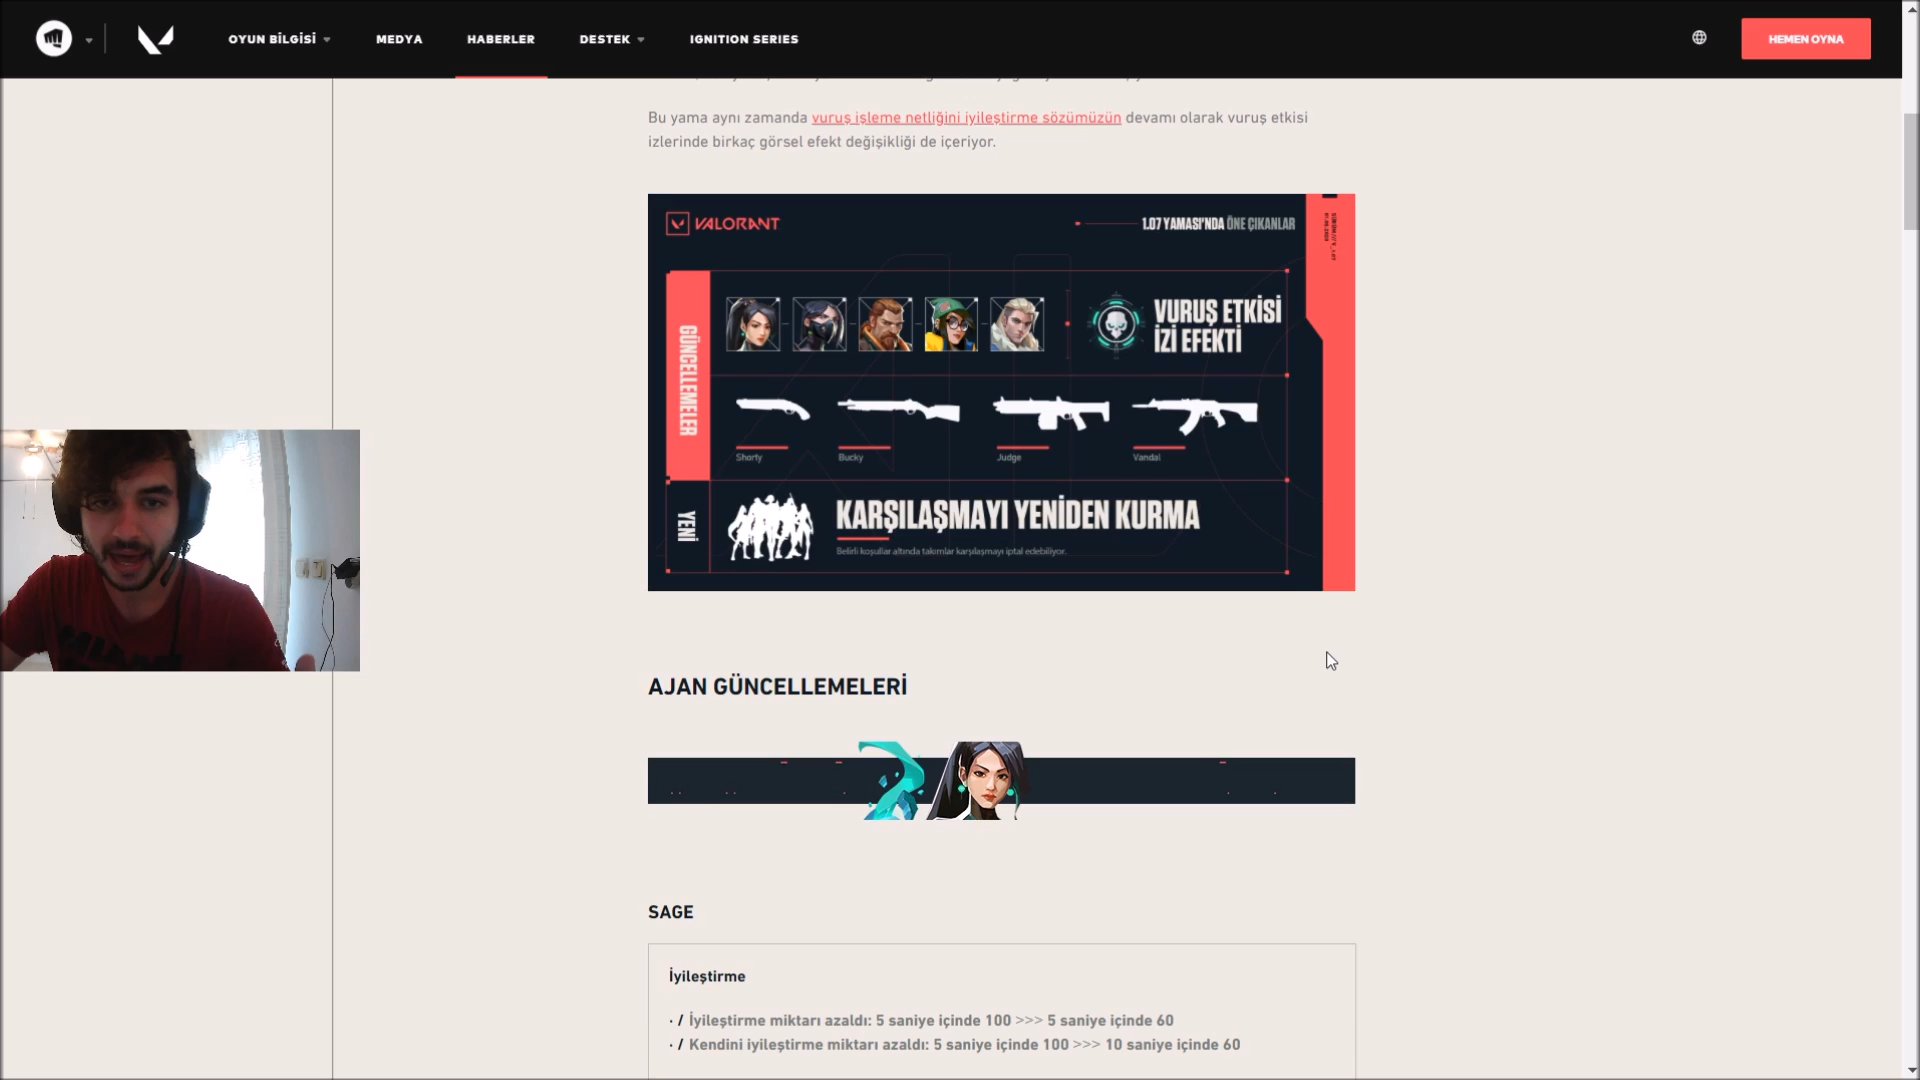 OYUN BİLGİSİ
MEDYA
HABERLER
DESTEK
IGNITION SERIES
HEMEN OYNA
Bu yama aynı zamanda vuruş işleme netliğini iyileştirme sözümüzün devamı olarak vuruş etkisi
izlerinde birkaç görsel efekt değişikliği de içeriyor.
VALORANT
1.07 YAMASI'NDA ÖNE ÇIKANLAR
GÜNCELLEMELER
VURUŞ ETKİSİ
İZİ EFEKTİ
Shorty
Bucky
Judge
Vandal
YENİ
KARŞILAŞMAYI YENİDEN KURMA
Belirli koşullar altında takımlar karşılaşmayı iptal edebiliyor.
AJAN GÜNCELLEMELERİ
SAGE
İyileştirme
· / İyileştirme miktarı azaldı: 5 saniye içinde 100 >>> 5 saniye içinde 60
· / Kendini iyileştirme miktarı azaldı: 5 saniye içinde 100 >>> 10 saniye içinde 60